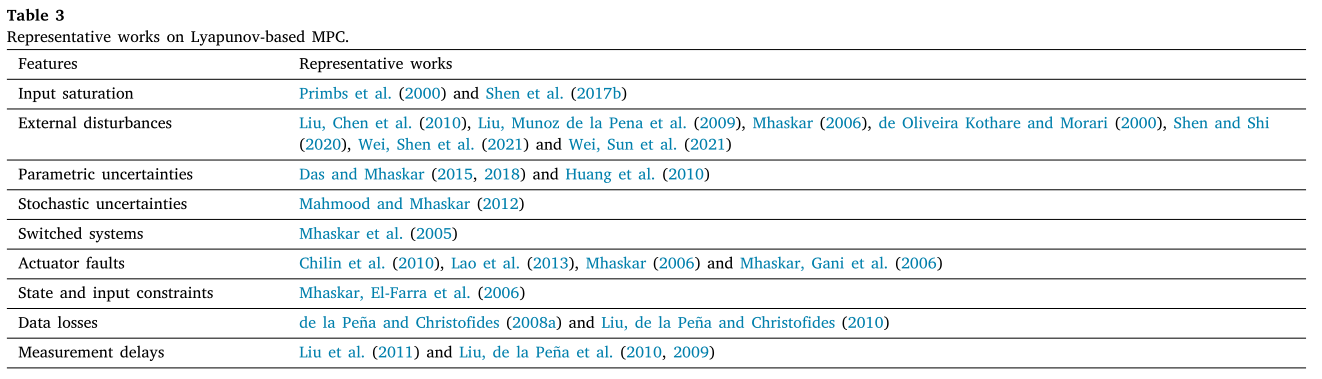 Table 3
Representative works on Lyapunov-based MPC.
Features Representative works
Input saturation Primbs et al. (2000) and Shen et al. (2017b)
External disturbances Liu, Chen et al. (2010), Liu, Munoz de la Pena et al. (2009), Mhaskar (2006), de Oliveira Kothare and Morari (2000), Shen and Shi
(2020), Wei, Shen et al. (2021) and Wei, Sun et al. (2021)
Parametric uncertainties Das and Mhaskar (2015, 2018) and Huang et al. (2010)
Stochastic uncertainties Mahmood and Mhaskar (2012)
Switched systems Mhaskar et al. (2005)
Actuator faults Chilin et al. (2010), Lao et al. (2013), Mhaskar (2006) and Mhaskar, Gani et al. (2006)
State and input constraints Mhaskar, El-Farra et al. (2006)
Data losses de la Peña and Christofides (2008a) and Liu, de la Peña and Christofides (2010)
Measurement delays Liu et al. (2011) and Liu, de la Peña et al. (2010, 2009)